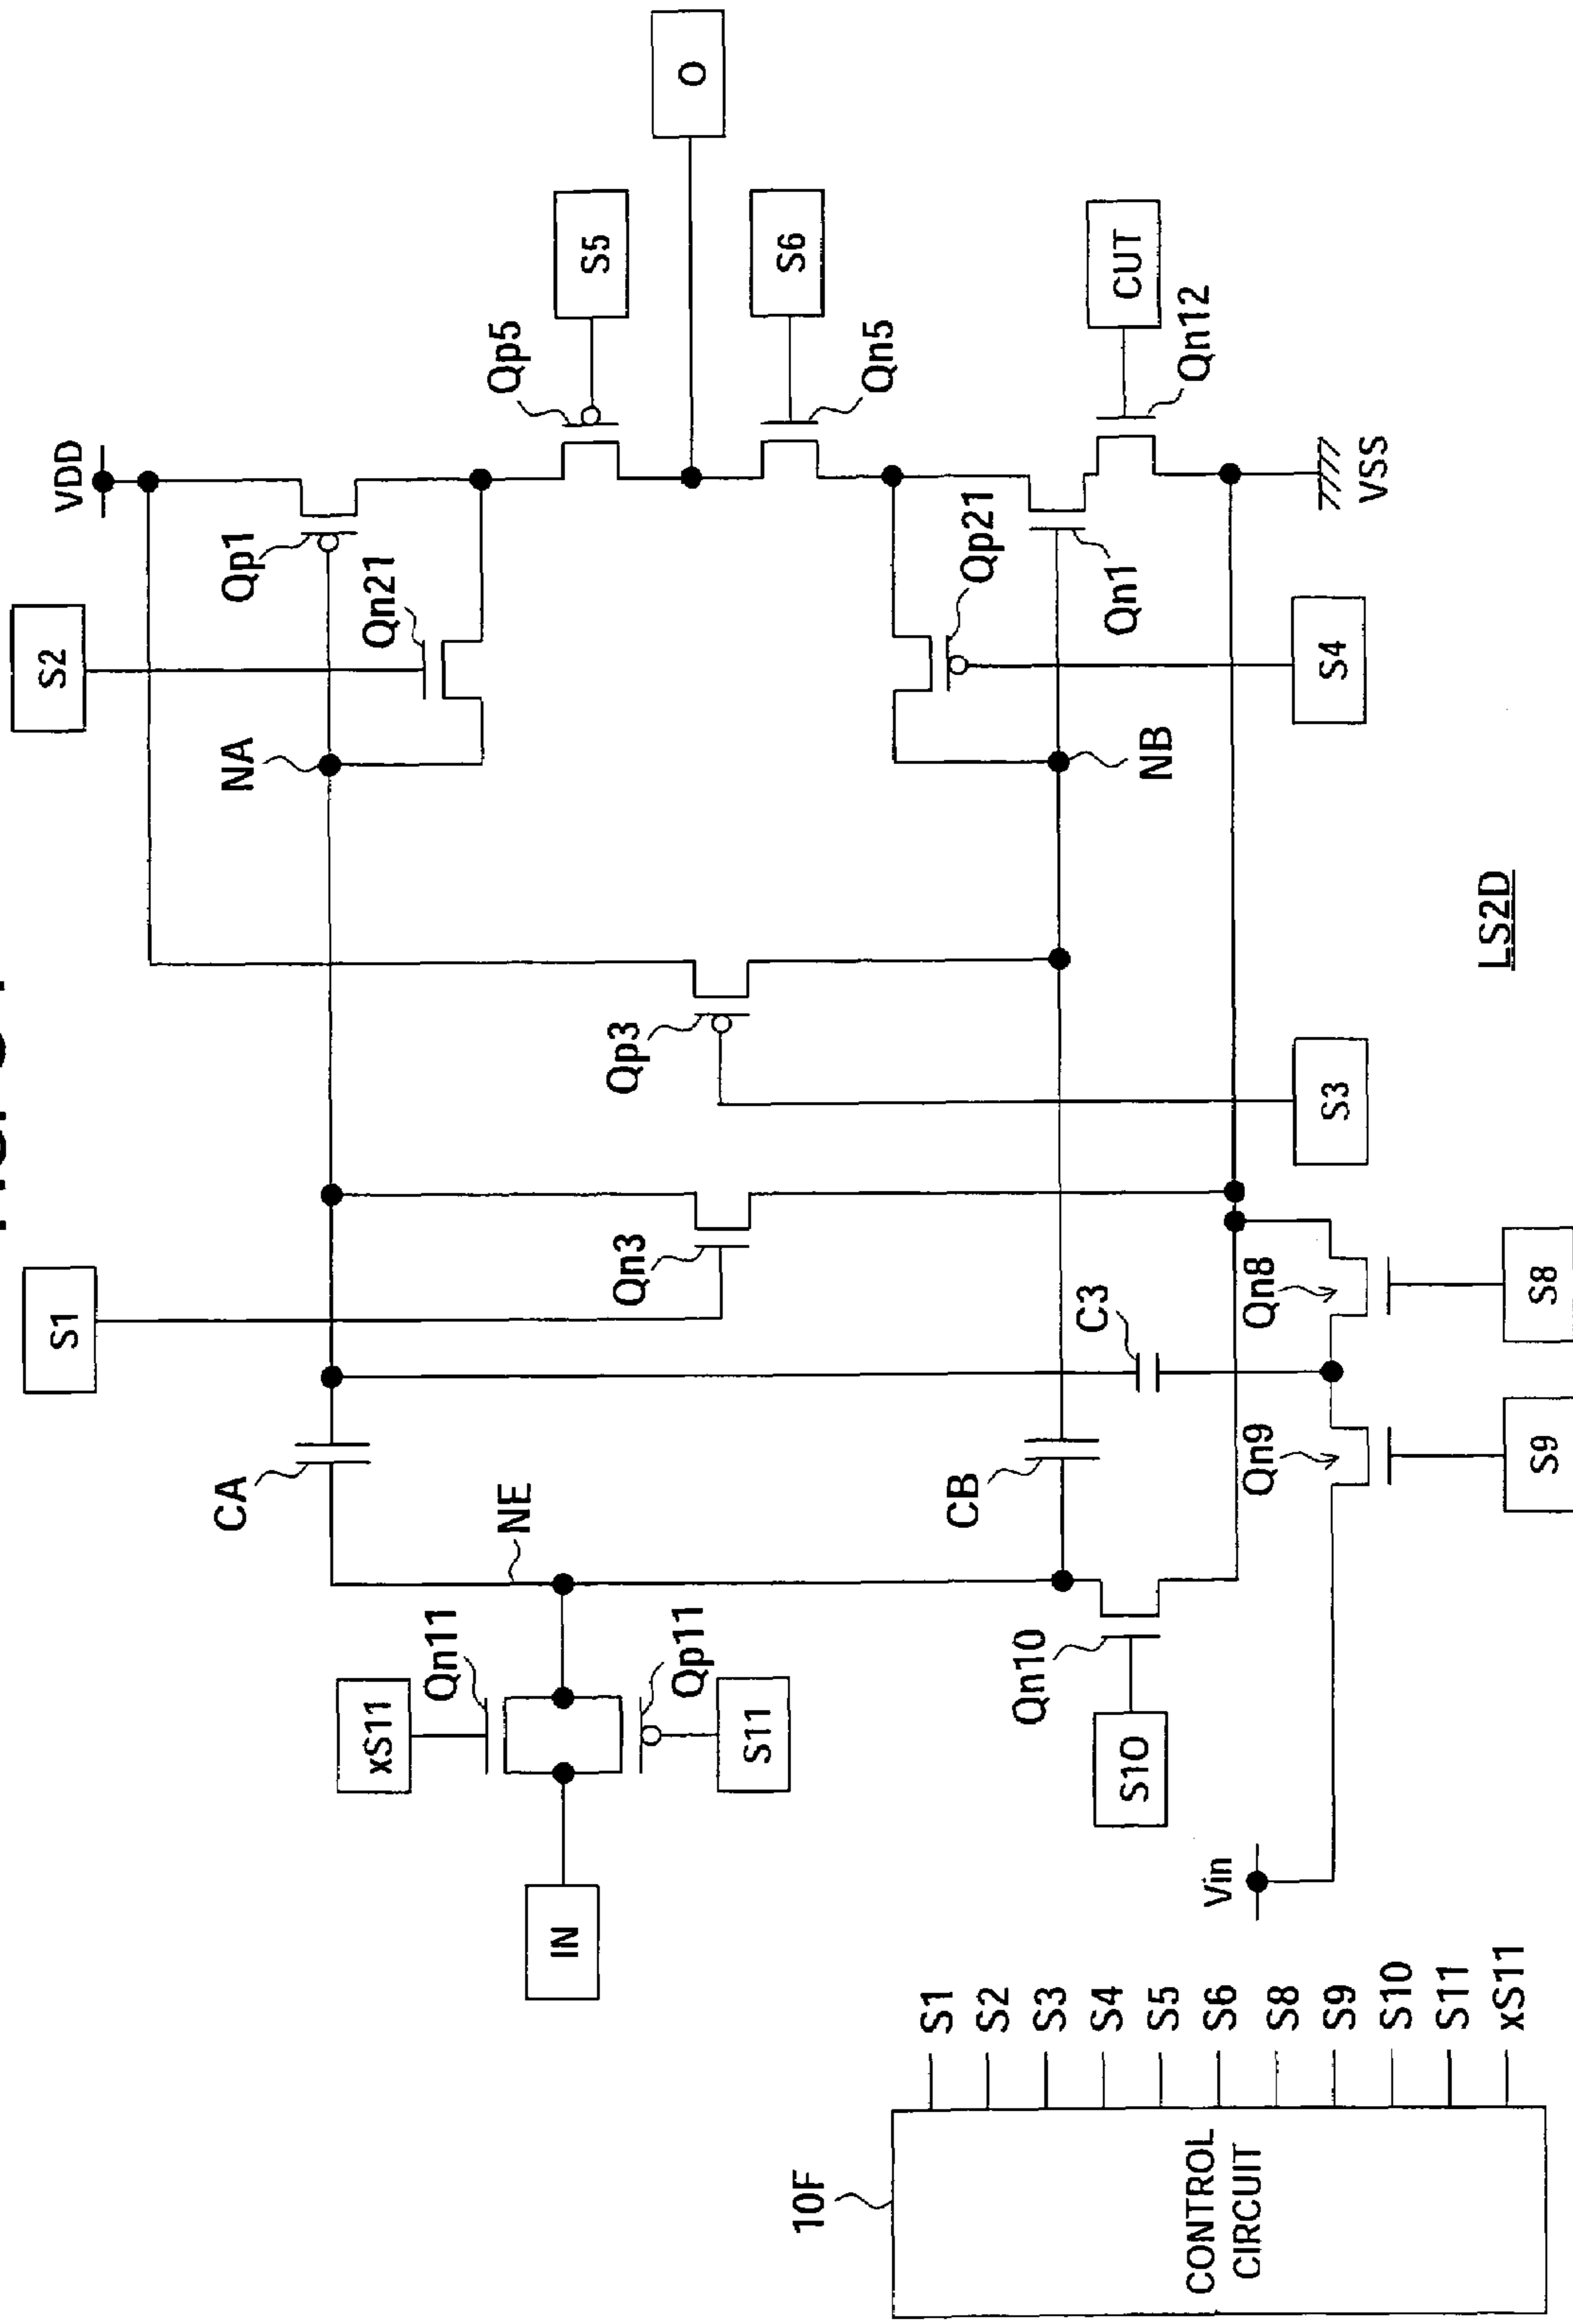 VDD
S2
Qp1
Qn21
NA
S1
CA
NE
xS11
Qn11
Qp11
S11
IN
Qn3
Qp3
Qp5
S5
O
S6
Qn5
Qp21
CUT
Qn12
Qn1
NB
S4
VSS
C3
CB
Qn10
S10
S3
Qn8
Qn9
S8
S9
Vin
LS2D
10F
CONTROL
CIRCUIT
S1
S2
S3
S4
S5
S6
S8
S9
S10
S11
xS11